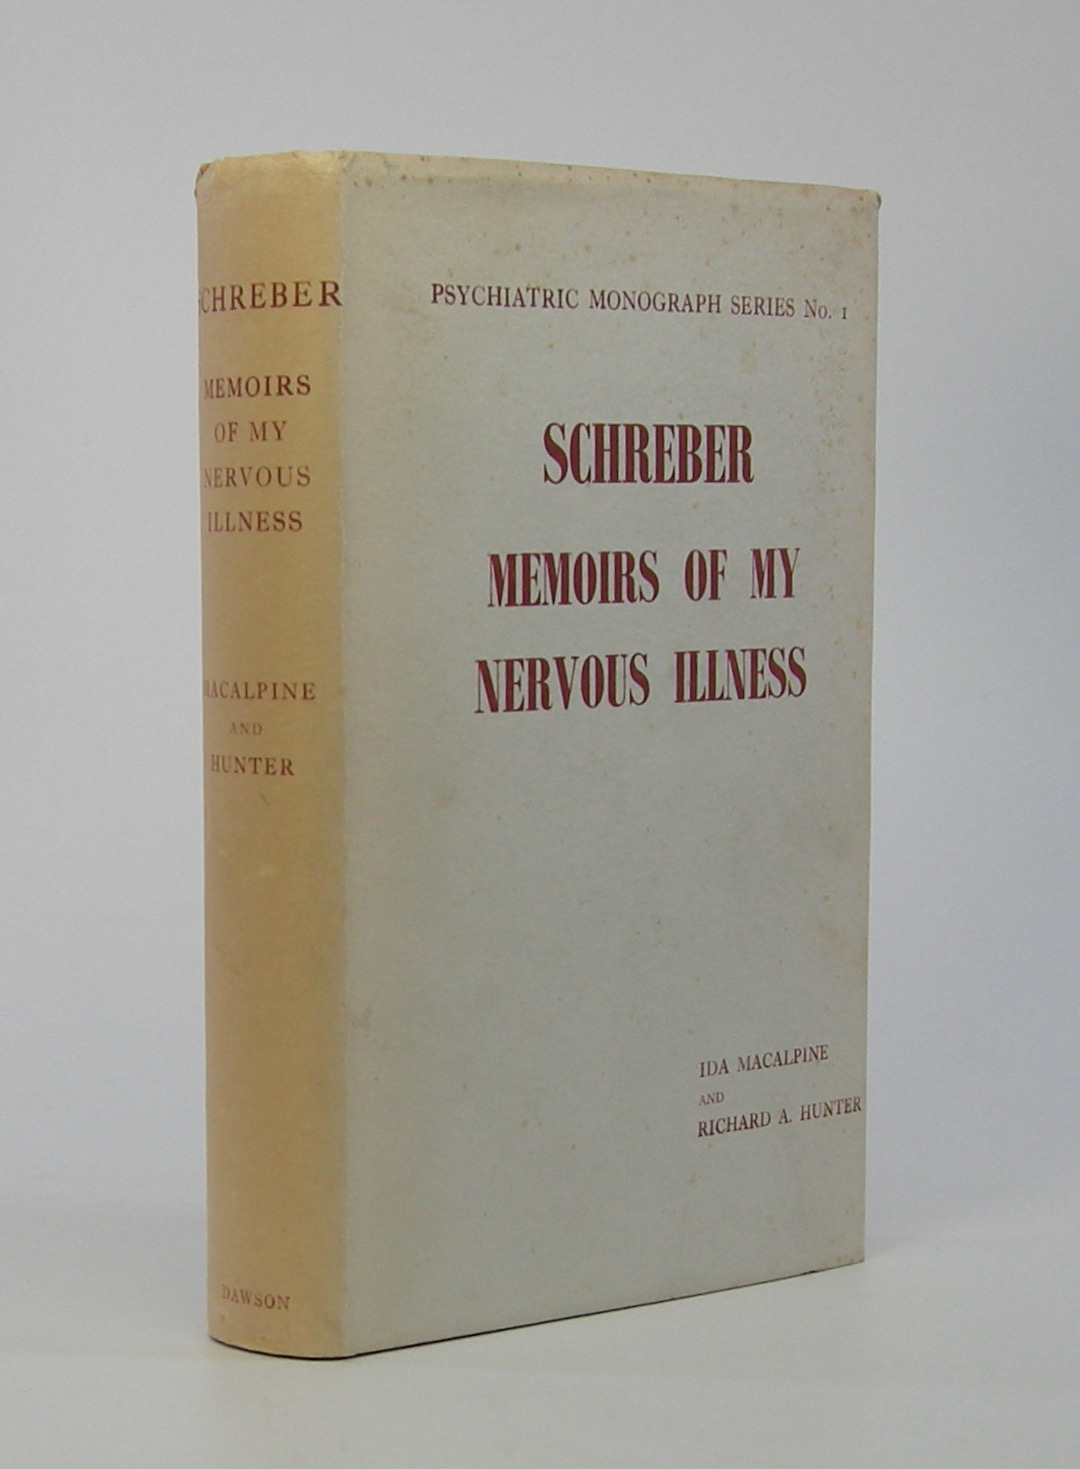 SCHREBER
MEMOIRS
OF MY
NERVOUS
ILLNESS
MACALPINE
AND
HUNTER
DAWSON
PSYCHIATRIC MONOGRAPH SERIES No. 1
SCHREBER
MEMOIRS OF MY
NERVOUS ILLNESS
IDA MACALPINE
AND
RICHARD A. HUNTER